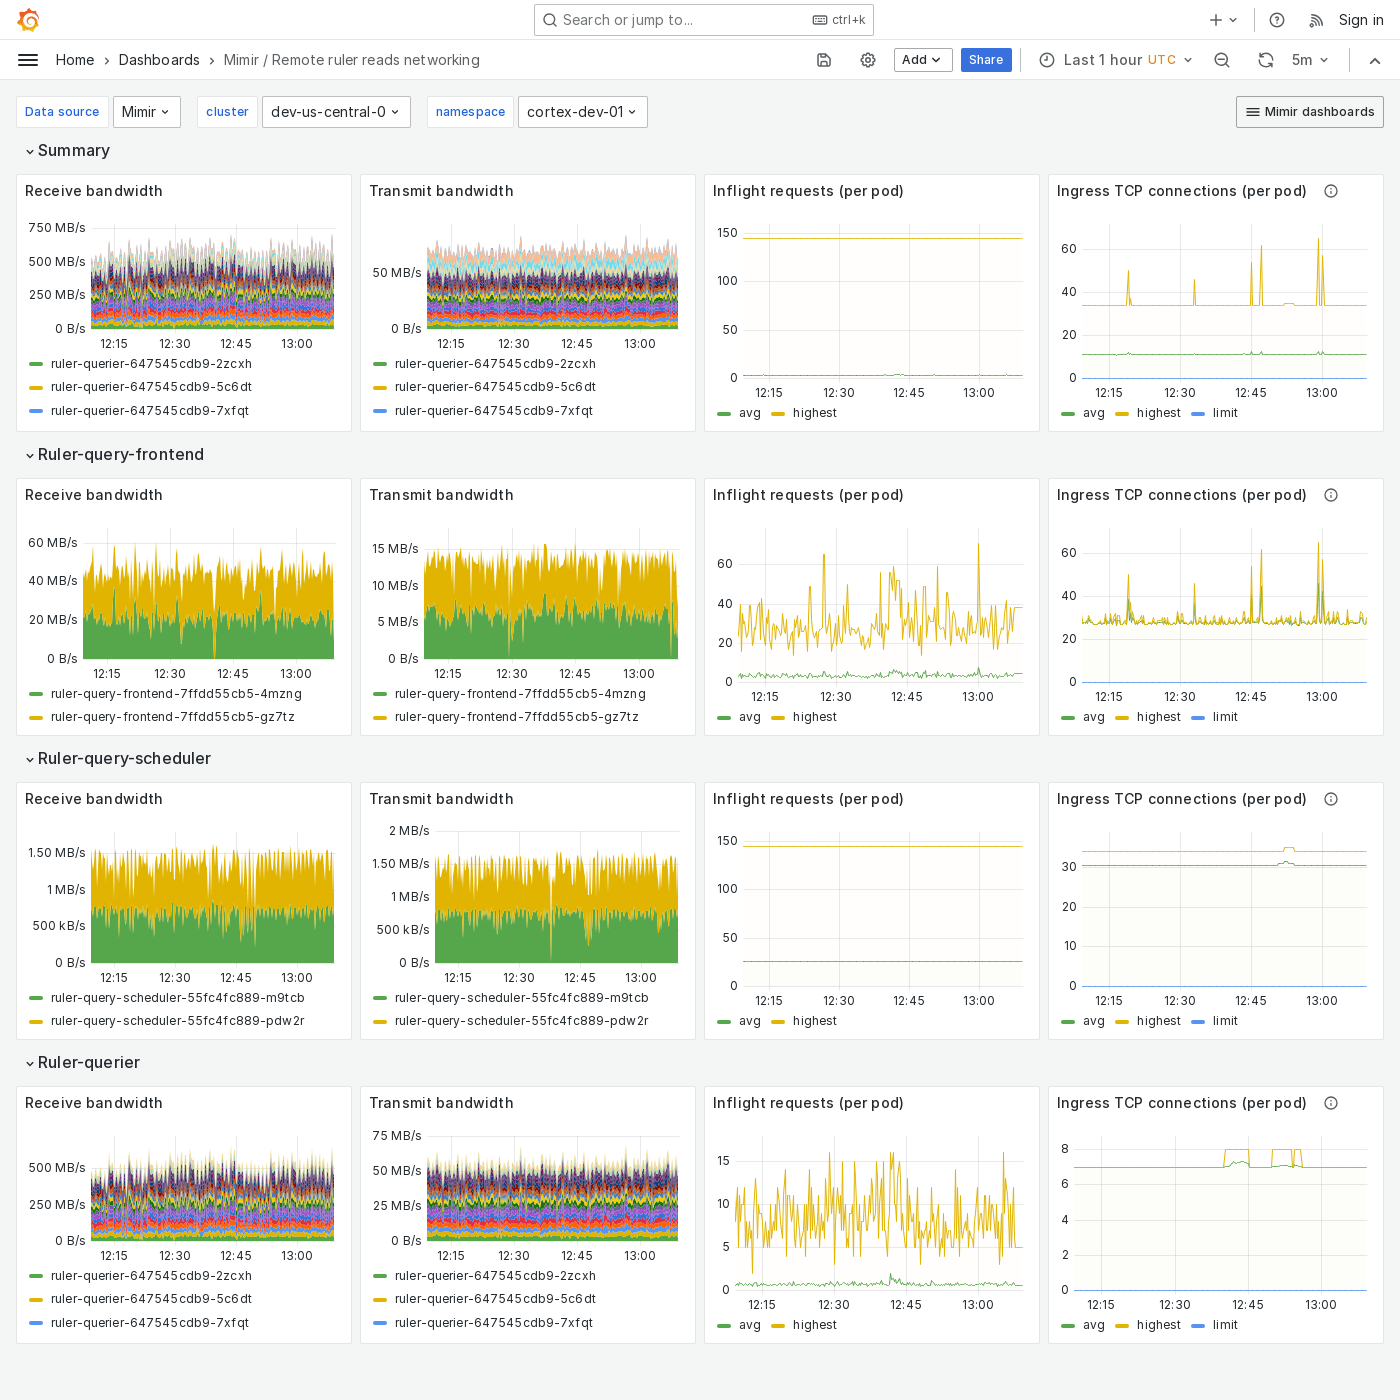 Search or jump to... ctrl+k Sign in
Home Dashboards Mimir / Remote ruler reads networking Add Share Last 1 hour UTC 5m
Data source Mimir cluster dev-us-central-0 namespace cortex-dev-01 Mimir dashboards
Summary
Receive bandwidth
750 MB/s
500 MB/s
250 MB/s
0 B/s
12:15 12:30 12:45 13:00
ruler-querier-647545cdb9-2zcxh
ruler-querier-647545cdb9-5c6dt
ruler-querier-647545cdb9-7xfqt
Transmit bandwidth
50 MB/s
0 B/s
12:15 12:30 12:45 13:00
ruler-querier-647545cdb9-2zcxh
ruler-querier-647545cdb9-5c6dt
ruler-querier-647545cdb9-7xfqt
Inflight requests (per pod)
150
100
50
0
12:15 12:30 12:45 13:00
avg highest
Ingress TCP connections (per pod)
60
40
20
0
12:15 12:30 12:45 13:00
avg highest limit
Ruler-query-frontend
Receive bandwidth
60 MB/s
40 MB/s
20 MB/s
0 B/s
12:15 12:30 12:45 13:00
ruler-query-frontend-7ffdd55cb5-4mzng
ruler-query-frontend-7ffdd55cb5-gz7tz
Transmit bandwidth
15 MB/s
10 MB/s
5 MB/s
0 B/s
12:15 12:30 12:45 13:00
ruler-query-frontend-7ffdd55cb5-4mzng
ruler-query-frontend-7ffdd55cb5-gz7tz
Inflight requests (per pod)
60
40
20
0
12:15 12:30 12:45 13:00
avg highest
Ingress TCP connections (per pod)
60
40
20
0
12:15 12:30 12:45 13:00
avg highest limit
Ruler-query-scheduler
Receive bandwidth
1.50 MB/s
1 MB/s
500 kB/s
0 B/s
12:15 12:30 12:45 13:00
ruler-query-scheduler-55fc4fc889-m9tcb
ruler-query-scheduler-55fc4fc889-pdw2r
Transmit bandwidth
2 MB/s
1.50 MB/s
1 MB/s
500 kB/s
0 B/s
12:15 12:30 12:45 13:00
ruler-query-scheduler-55fc4fc889-m9tcb
ruler-query-scheduler-55fc4fc889-pdw2r
Inflight requests (per pod)
150
100
50
0
12:15 12:30 12:45 13:00
avg highest
Ingress TCP connections (per pod)
30
20
10
0
12:15 12:30 12:45 13:00
avg highest limit
Ruler-querier
Receive bandwidth
500 MB/s
250 MB/s
0 B/s
12:15 12:30 12:45 13:00
ruler-querier-647545cdb9-2zcxh
ruler-querier-647545cdb9-5c6dt
ruler-querier-647545cdb9-7xfqt
Transmit bandwidth
75 MB/s
50 MB/s
25 MB/s
0 B/s
12:15 12:30 12:45 13:00
ruler-querier-647545cdb9-2zcxh
ruler-querier-647545cdb9-5c6dt
ruler-querier-647545cdb9-7xfqt
Inflight requests (per pod)
15
10
5
0
12:15 12:30 12:45 13:00
avg highest
Ingress TCP connections (per pod)
8
6
4
2
0
12:15 12:30 12:45 13:00
avg highest limit